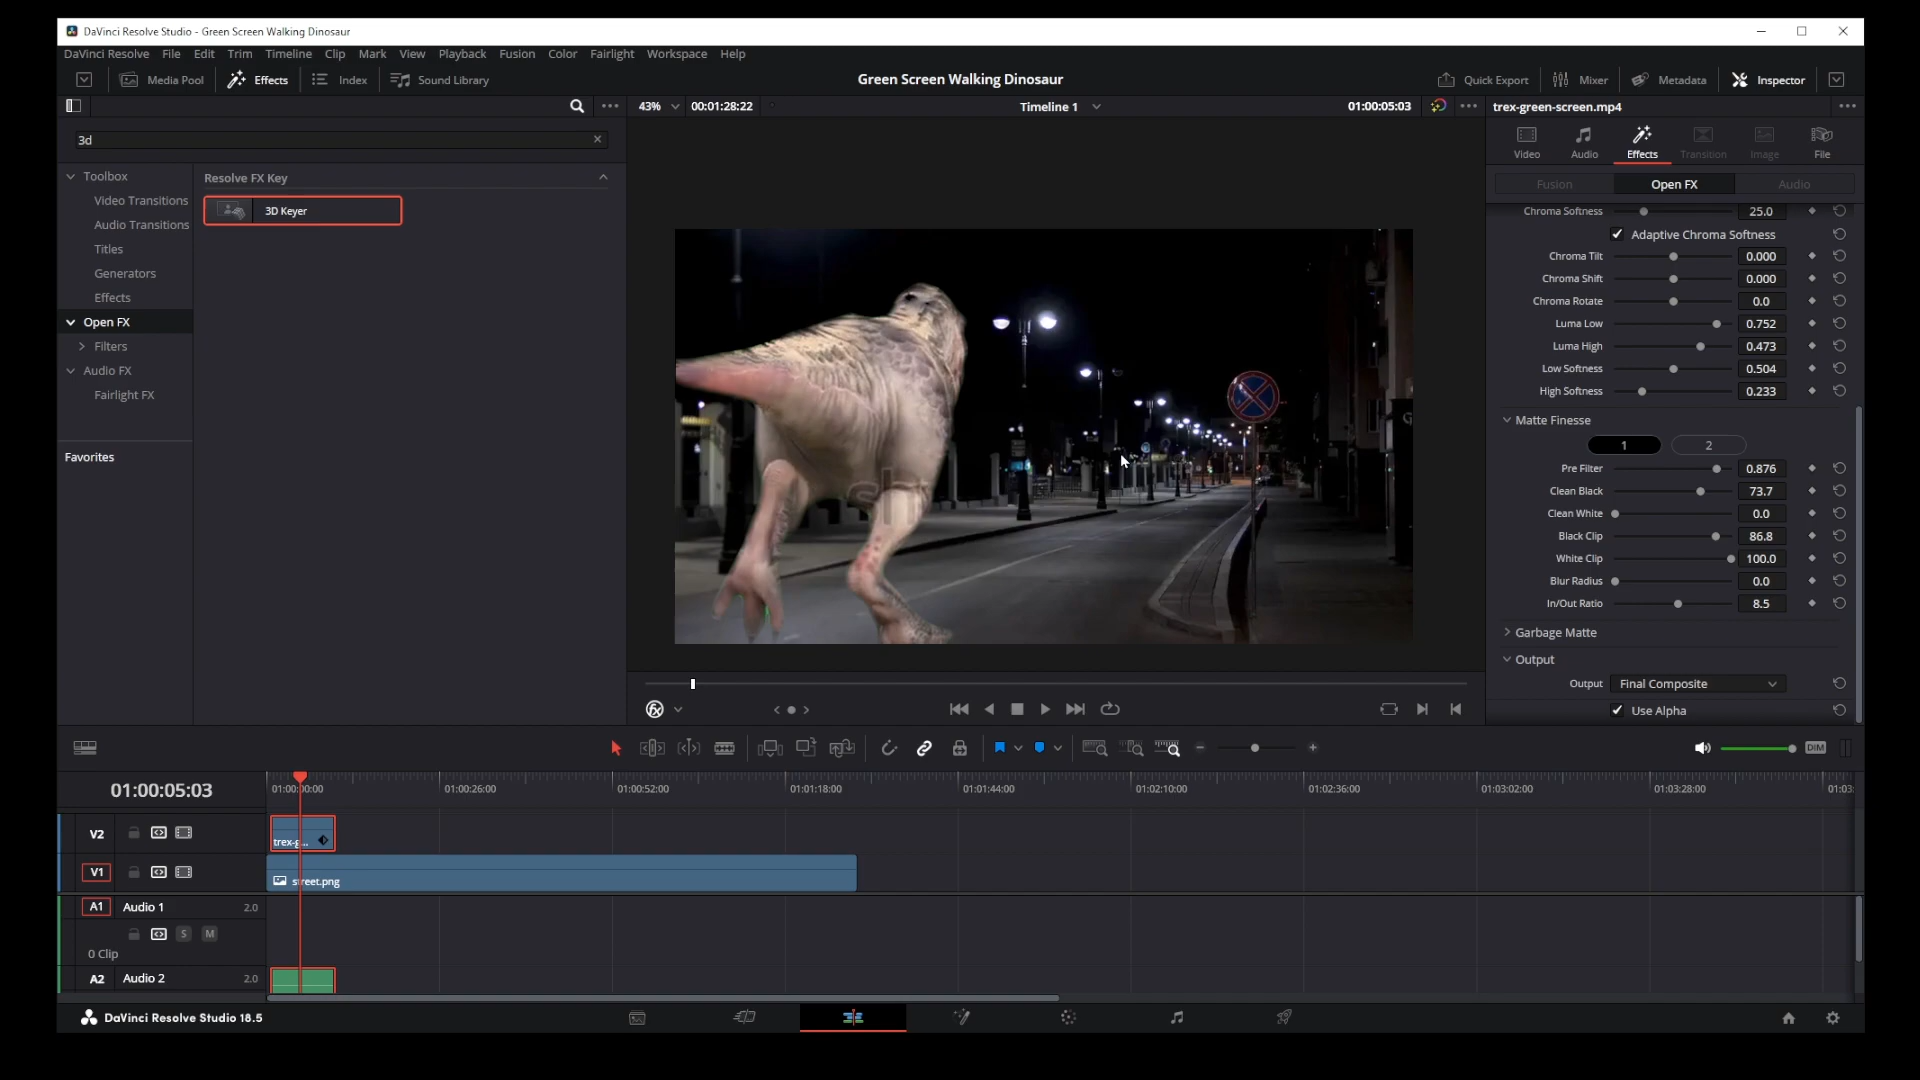 DaVinci Resolve Studio - Green Screen Walking Dinosaur
DaVinci Resolve File Edit Trim Timeline Clip Mark View Playback Fusion Color Fairlight Workspace Help
Media Pool Effects Index Sound Library Green Screen Walking Dinosaur Quick Export Mixer Metadata Inspector
43% 00:01:28:22 Timeline 1 01:00:05:03 trex-green-screen.mp4
3d
Video Audio Effects Transition Image File
Toolbox
Video Transitions
Audio Transitions
Titles
Generators
Effects
Open FX
Filters
Audio FX
Fairlight FX
Favorites
Resolve FX Key
3D Keyer
Fusion Open FX Audio
Chroma Softness 25.0
Adaptive Chroma Softness
Chroma Tilt 0.000
Chroma Shift 0.000
Chroma Rotate 0.0
Luma Low 0.752
Luma High 0.473
Low Softness 0.504
High Softness 0.233
Matte Finesse
1 2
Pre Filter 0.876
Clean Black 73.7
Clean White 0.0
Black Clip 86.8
White Clip 100.0
Blur Radius 0.0
In/Out Ratio 8.5
Garbage Matte
Output
Output Final Composite
Use Alpha
DIM
01:00:05:03
01:00:00:00 01:00:26:00 01:00:52:00 01:01:18:00 01:01:44:00 01:02:10:00 01:02:36:00 01:03:02:00 01:03:28:00 01:03:
V2 trex-g...
V1 street.png
A1 Audio 1 2.0
S M
0 Clip
A2 Audio 2 2.0
DaVinci Resolve Studio 18.5